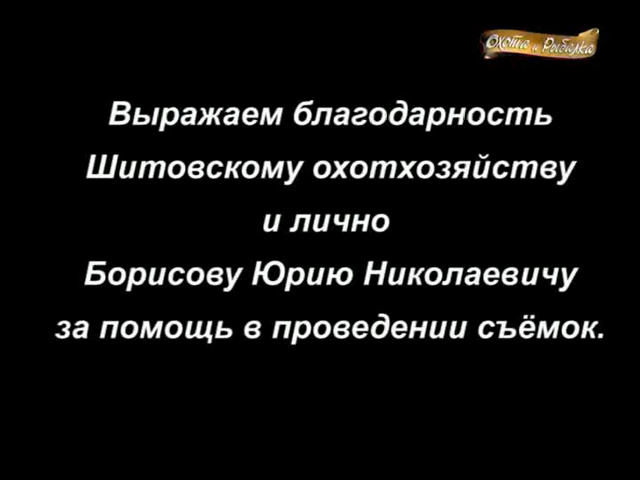 Охота и Рыбалка
Выражаем благодарность
Шитовскому охотхозяйству
и лично
Борисову Юрию Николаевичу
за помощь в проведении съёмок.